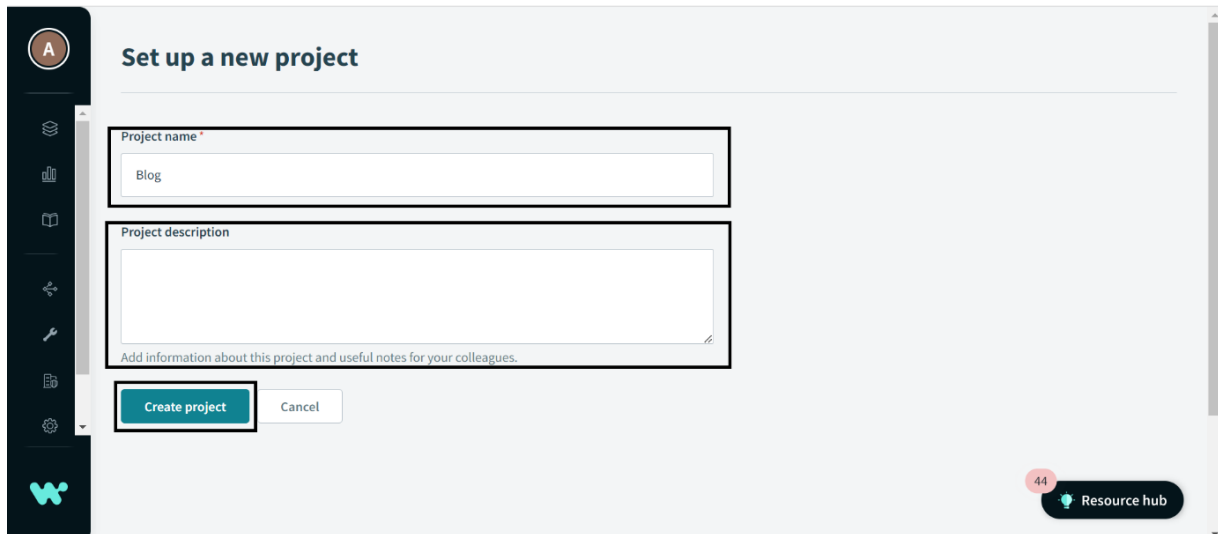 A
Set up a new project
Project name *
Blog
Project description
Add information about this project and useful notes for your colleagues.
Create project
Cancel
44
Resource hub